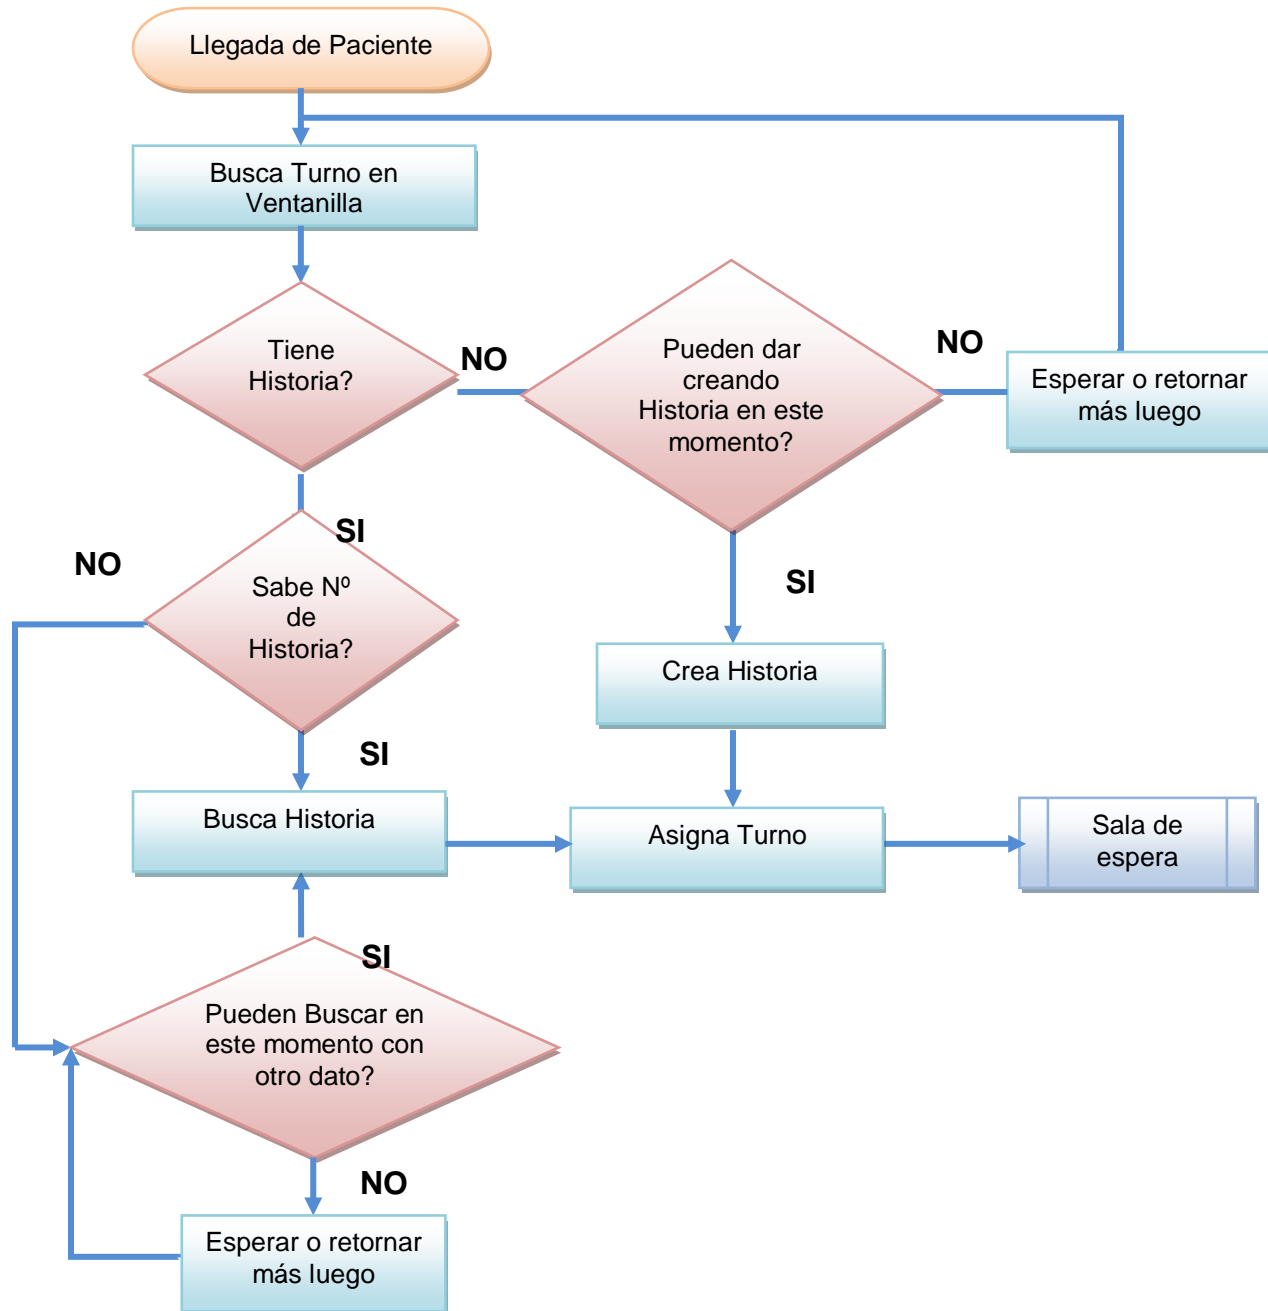 Llegada de Paciente
Busca Turno en
Ventanilla
Tiene
Historia?
NO
Pueden dar
creando
Historia en este
momento?
NO
Esperar o retornar
más luego
SI
NO
Sabe Nº
de
Historia?
SI
Crea Historia
SI
Busca Historia
Asigna Turno
Sala de
espera
SI
Pueden Buscar en
este momento con
otro dato?
NO
Esperar o retornar
más luego